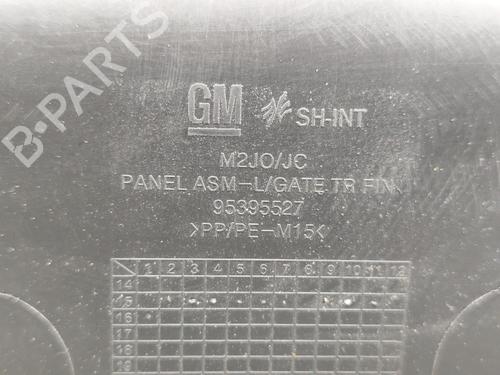 B-PARTS
GM SH-INT
M2JO/JC
PANEL ASM-L/GATE TR FIN.
95395527
>PP/PE-M15<
1 2 3 4 5 6 7 8 9 10 11 12
14
15
16
17
18
19